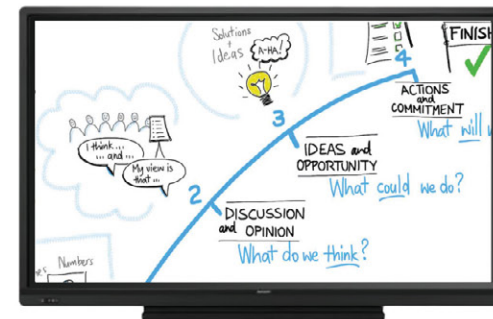 Solutions
+
Ideas
A-HA!
FINISH
4
ACTIONS
and
COMMITMENT
What will
3
IDEAS and
OPPORTUNITY
What could we do?
I think...
... and ...
My view is
that ...
2
DISCUSSION
and OPINION
What do we think?
Numbers